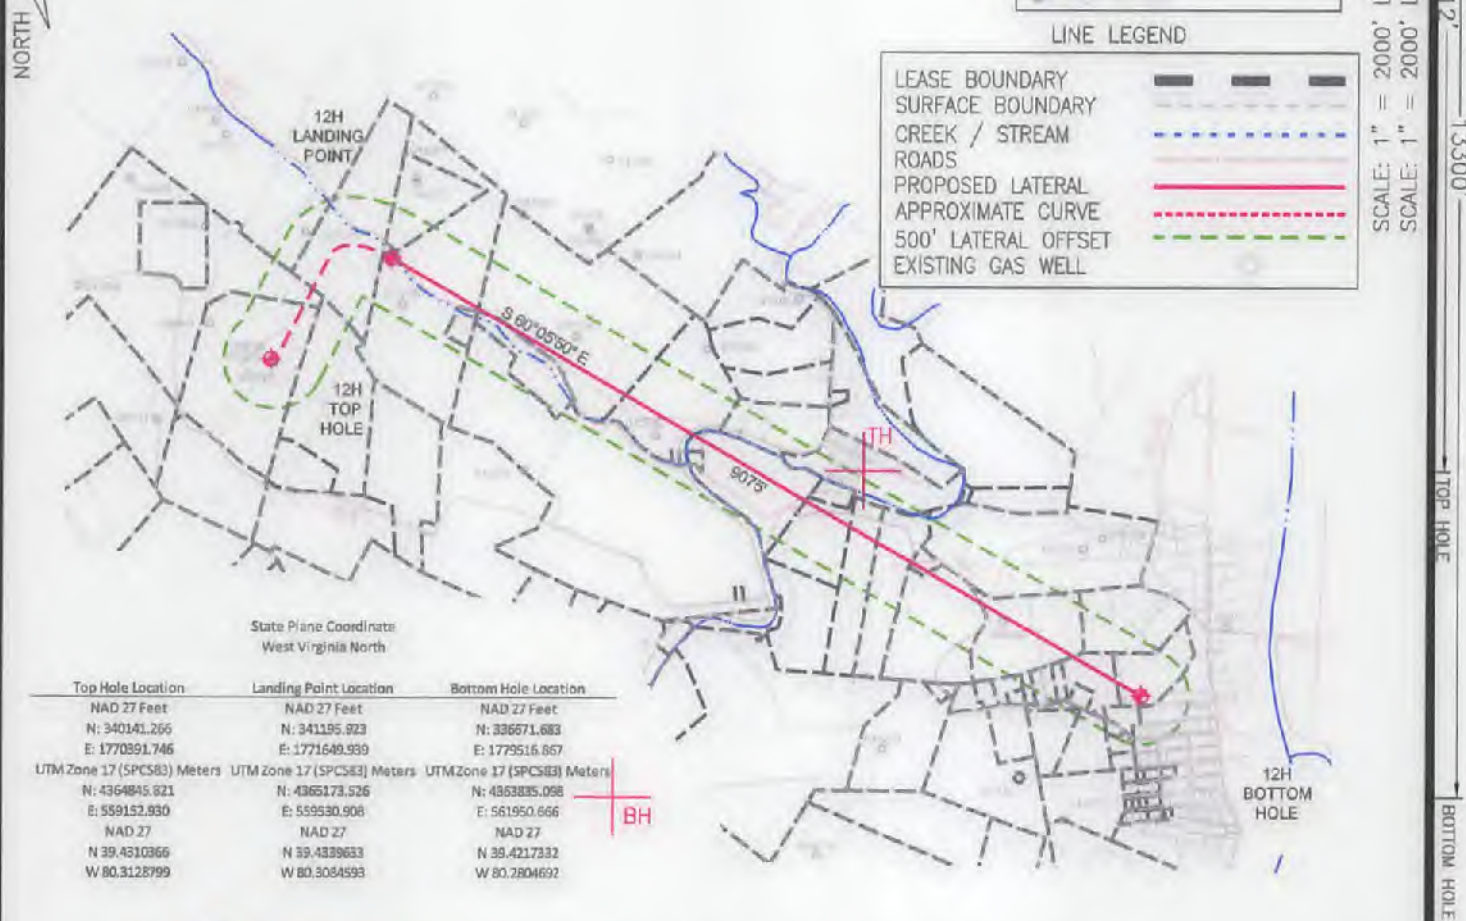 NORTH
LINE LEGEND
LEASE BOUNDARY
SURFACE BOUNDARY
CREEK / STREAM
ROADS
PROPOSED LATERAL
APPROXIMATE CURVE
500' LATERAL OFFSET
EXISTING GAS WELL
SCALE: 1" = 2000'
SCALE: 1" = 2000'
12'
13300
TOP HOLE
BOTTOM HOLE
12H
LANDING
POINT
12H
TOP
HOLE
S 60°05'50" E
9075'
TH
12H
BOTTOM
HOLE
BH
State Plane Coordinate
West Virginia North
Top Hole Location Landing Point Location Bottom Hole Location
NAD 27 Feet NAD 27 Feet NAD 27 Feet
N: 340141.266 N: 341195.923 N: 336671.683
E: 1770391.746 E: 1771649.939 E: 1779516.867
UTM Zone 17 (SPCS83) Meters UTM Zone 17 (SPCS83) Meters UTM Zone 17 (SPCS83) Meters
N: 4364845.821 N: 4365173.526 N: 4363835.098
E: 559152.930 E: 559530.908 E: 561950.666
NAD 27 NAD 27 NAD 27
N 39.4310366 N 39.4339633 N 39.4217332
W 80.3128799 W 80.3084593 W 80.2804692